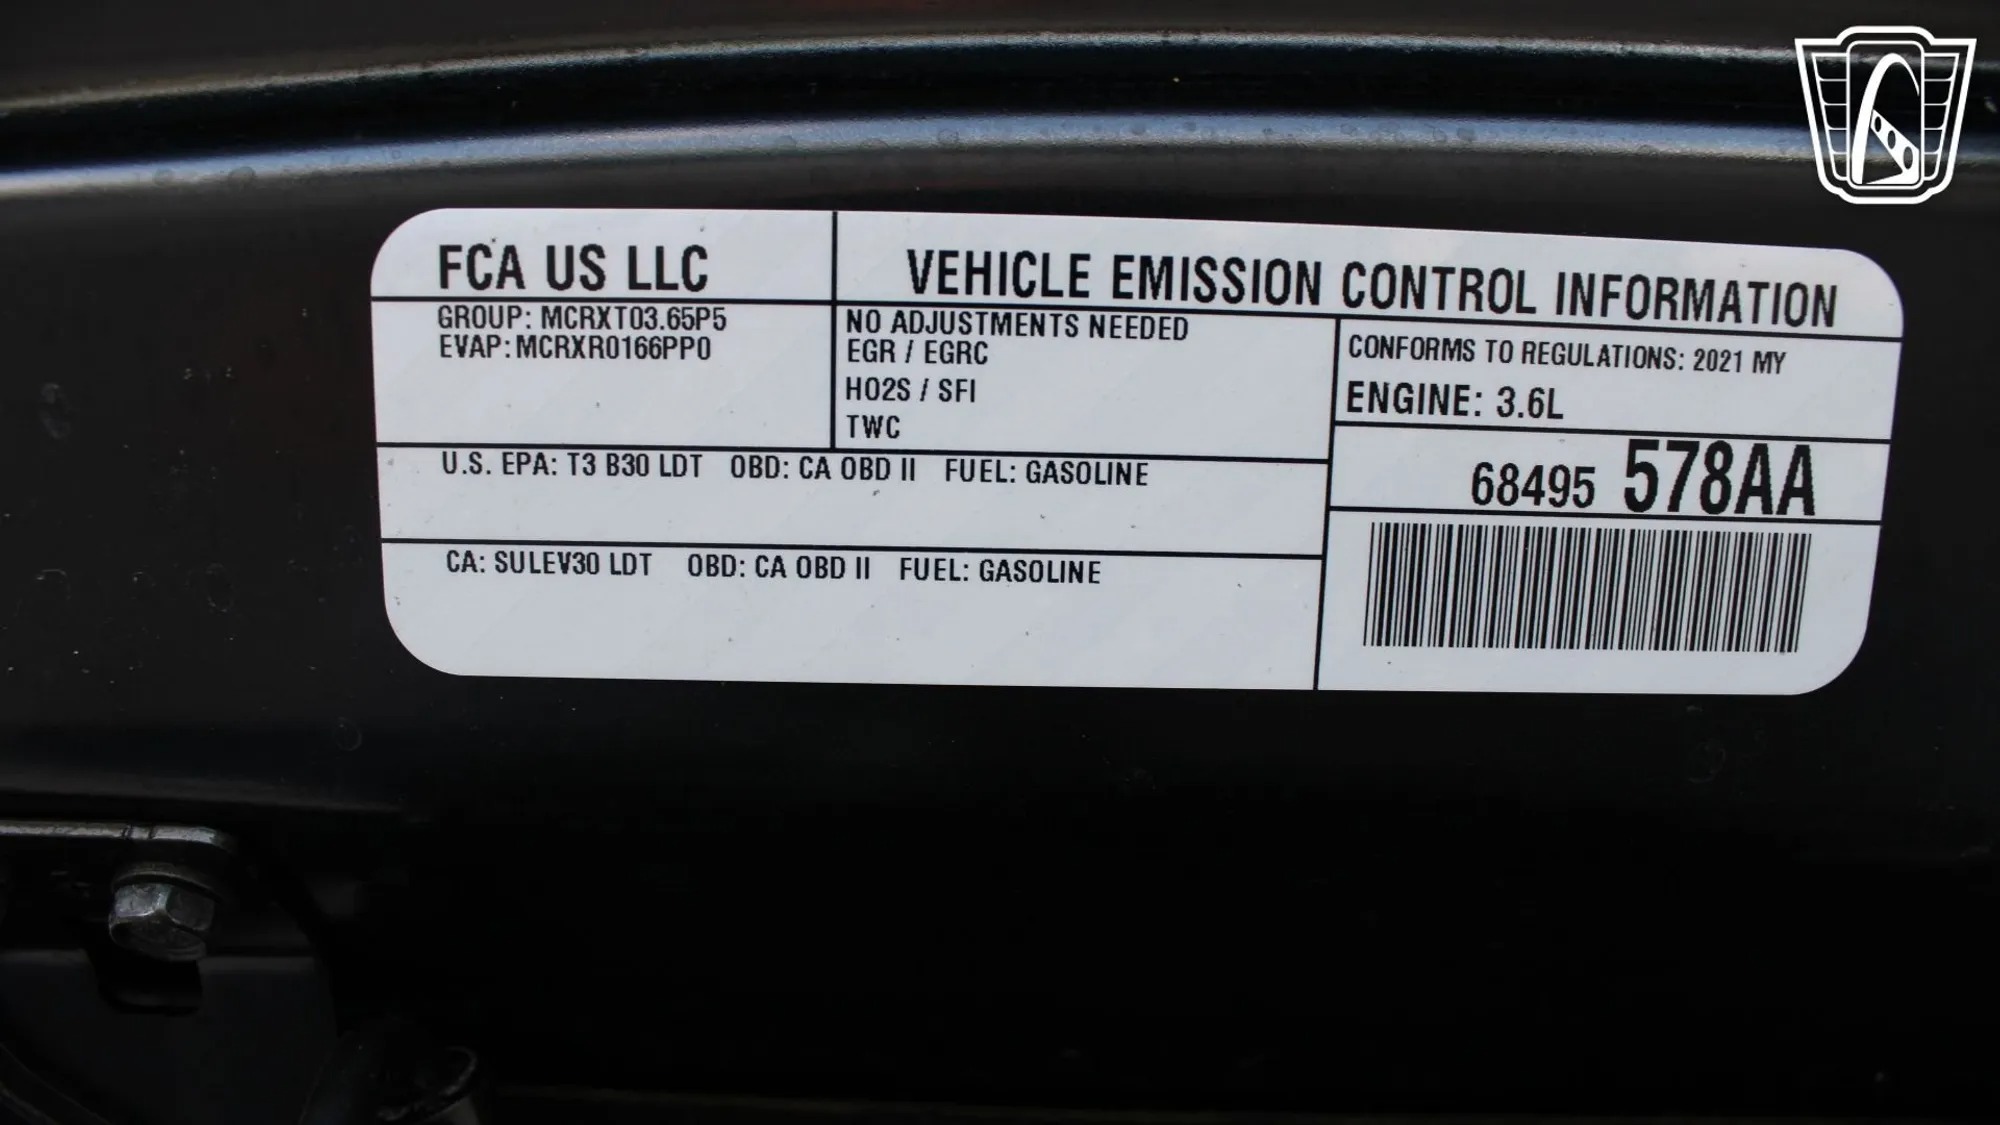 FCA US LLC
VEHICLE EMISSION CONTROL INFORMATION
GROUP: MCRXT03.65P5
EVAP: MCRXR0166PP0
NO ADJUSTMENTS NEEDED
EGR / EGRC
HO2S / SFI
TWC
CONFORMS TO REGULATIONS: 2021 MY
ENGINE: 3.6L
68495 578AA
U.S. EPA: T3 B30 LDT OBD: CA OBD II FUEL: GASOLINE
CA: SULEV30 LDT OBD: CA OBD II FUEL: GASOLINE